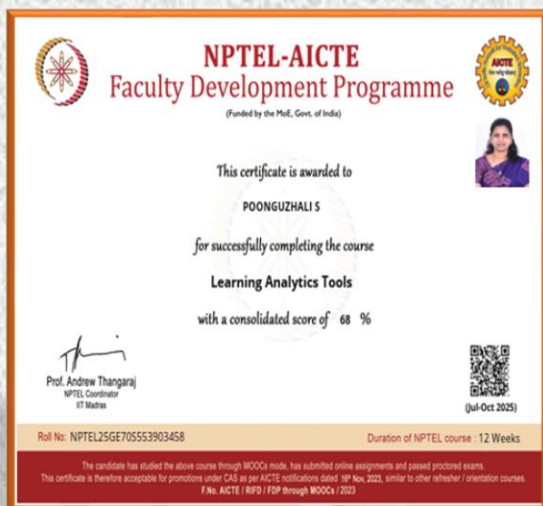 NPTEL-AICTE
Faculty Development Programme
(Funded by the MoE, Govt. of India)
AICTE
This certificate is awarded to
POONGUZHALI S
for successfully completing the course
Learning Analytics Tools
with a consolidated score of 68 %
Prof. Andrew Thangaraj
NPTEL Coordinator
IIT Madras
(Jul-Oct 2025)
Roll No: NPTEL25GE70S553903458
Duration of NPTEL course : 12 Weeks
The candidate has studied the above course through MOOCs mode, has submitted online assignments and passed proctored exams.
This certificate is therefore acceptable for promotions under CAS as per AICTE notifications dated 16th Nov, 2023, similar to other refresher / orientation courses.
F.No. AICTE / RIFD / FDP through MOOCs / 2023